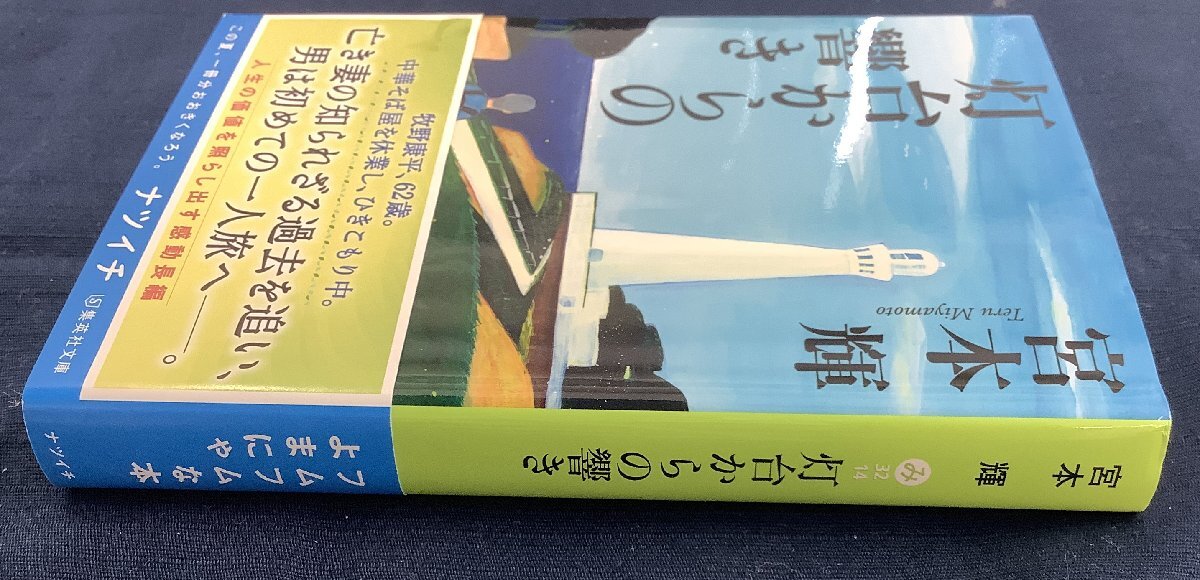 灯台からの
響き
宮本
輝
Teru Miyamoto
牧野康平、62歳。
中華そば屋を休業し、ひきこもり中。
亡き妻の知られざる過去を追い、
男は初めての一人旅へ――。
人生の価値を照らし出す感動長編
この夏、一番分おおきくなろう。
ナツイチ
集英社文庫
宮本 輝
み
32
14
灯台からの響き
フムフムな本
よまにゃ
ナツイチ